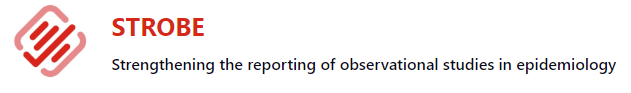 STROBE
Strengthening the reporting of observational studies in epidemiology